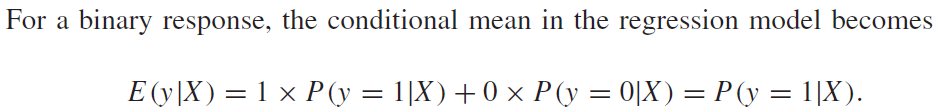 For a binary response, the conditional mean in the regression model becomes
E(y|X) = 1 × P(y = 1|X) + 0 × P(y = 0|X) = P(y = 1|X).